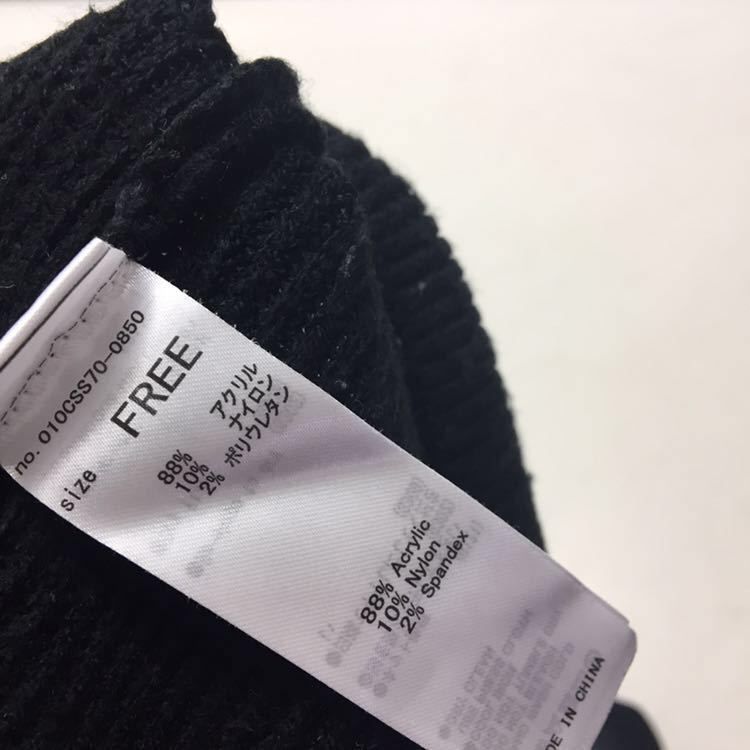 no. 010CSS70-0850
size FREE
88% アクリル
10% ナイロン
2% ポリウレタン
88% Acrylic
10% Nylon
2% Spandex
MADE IN CHINA